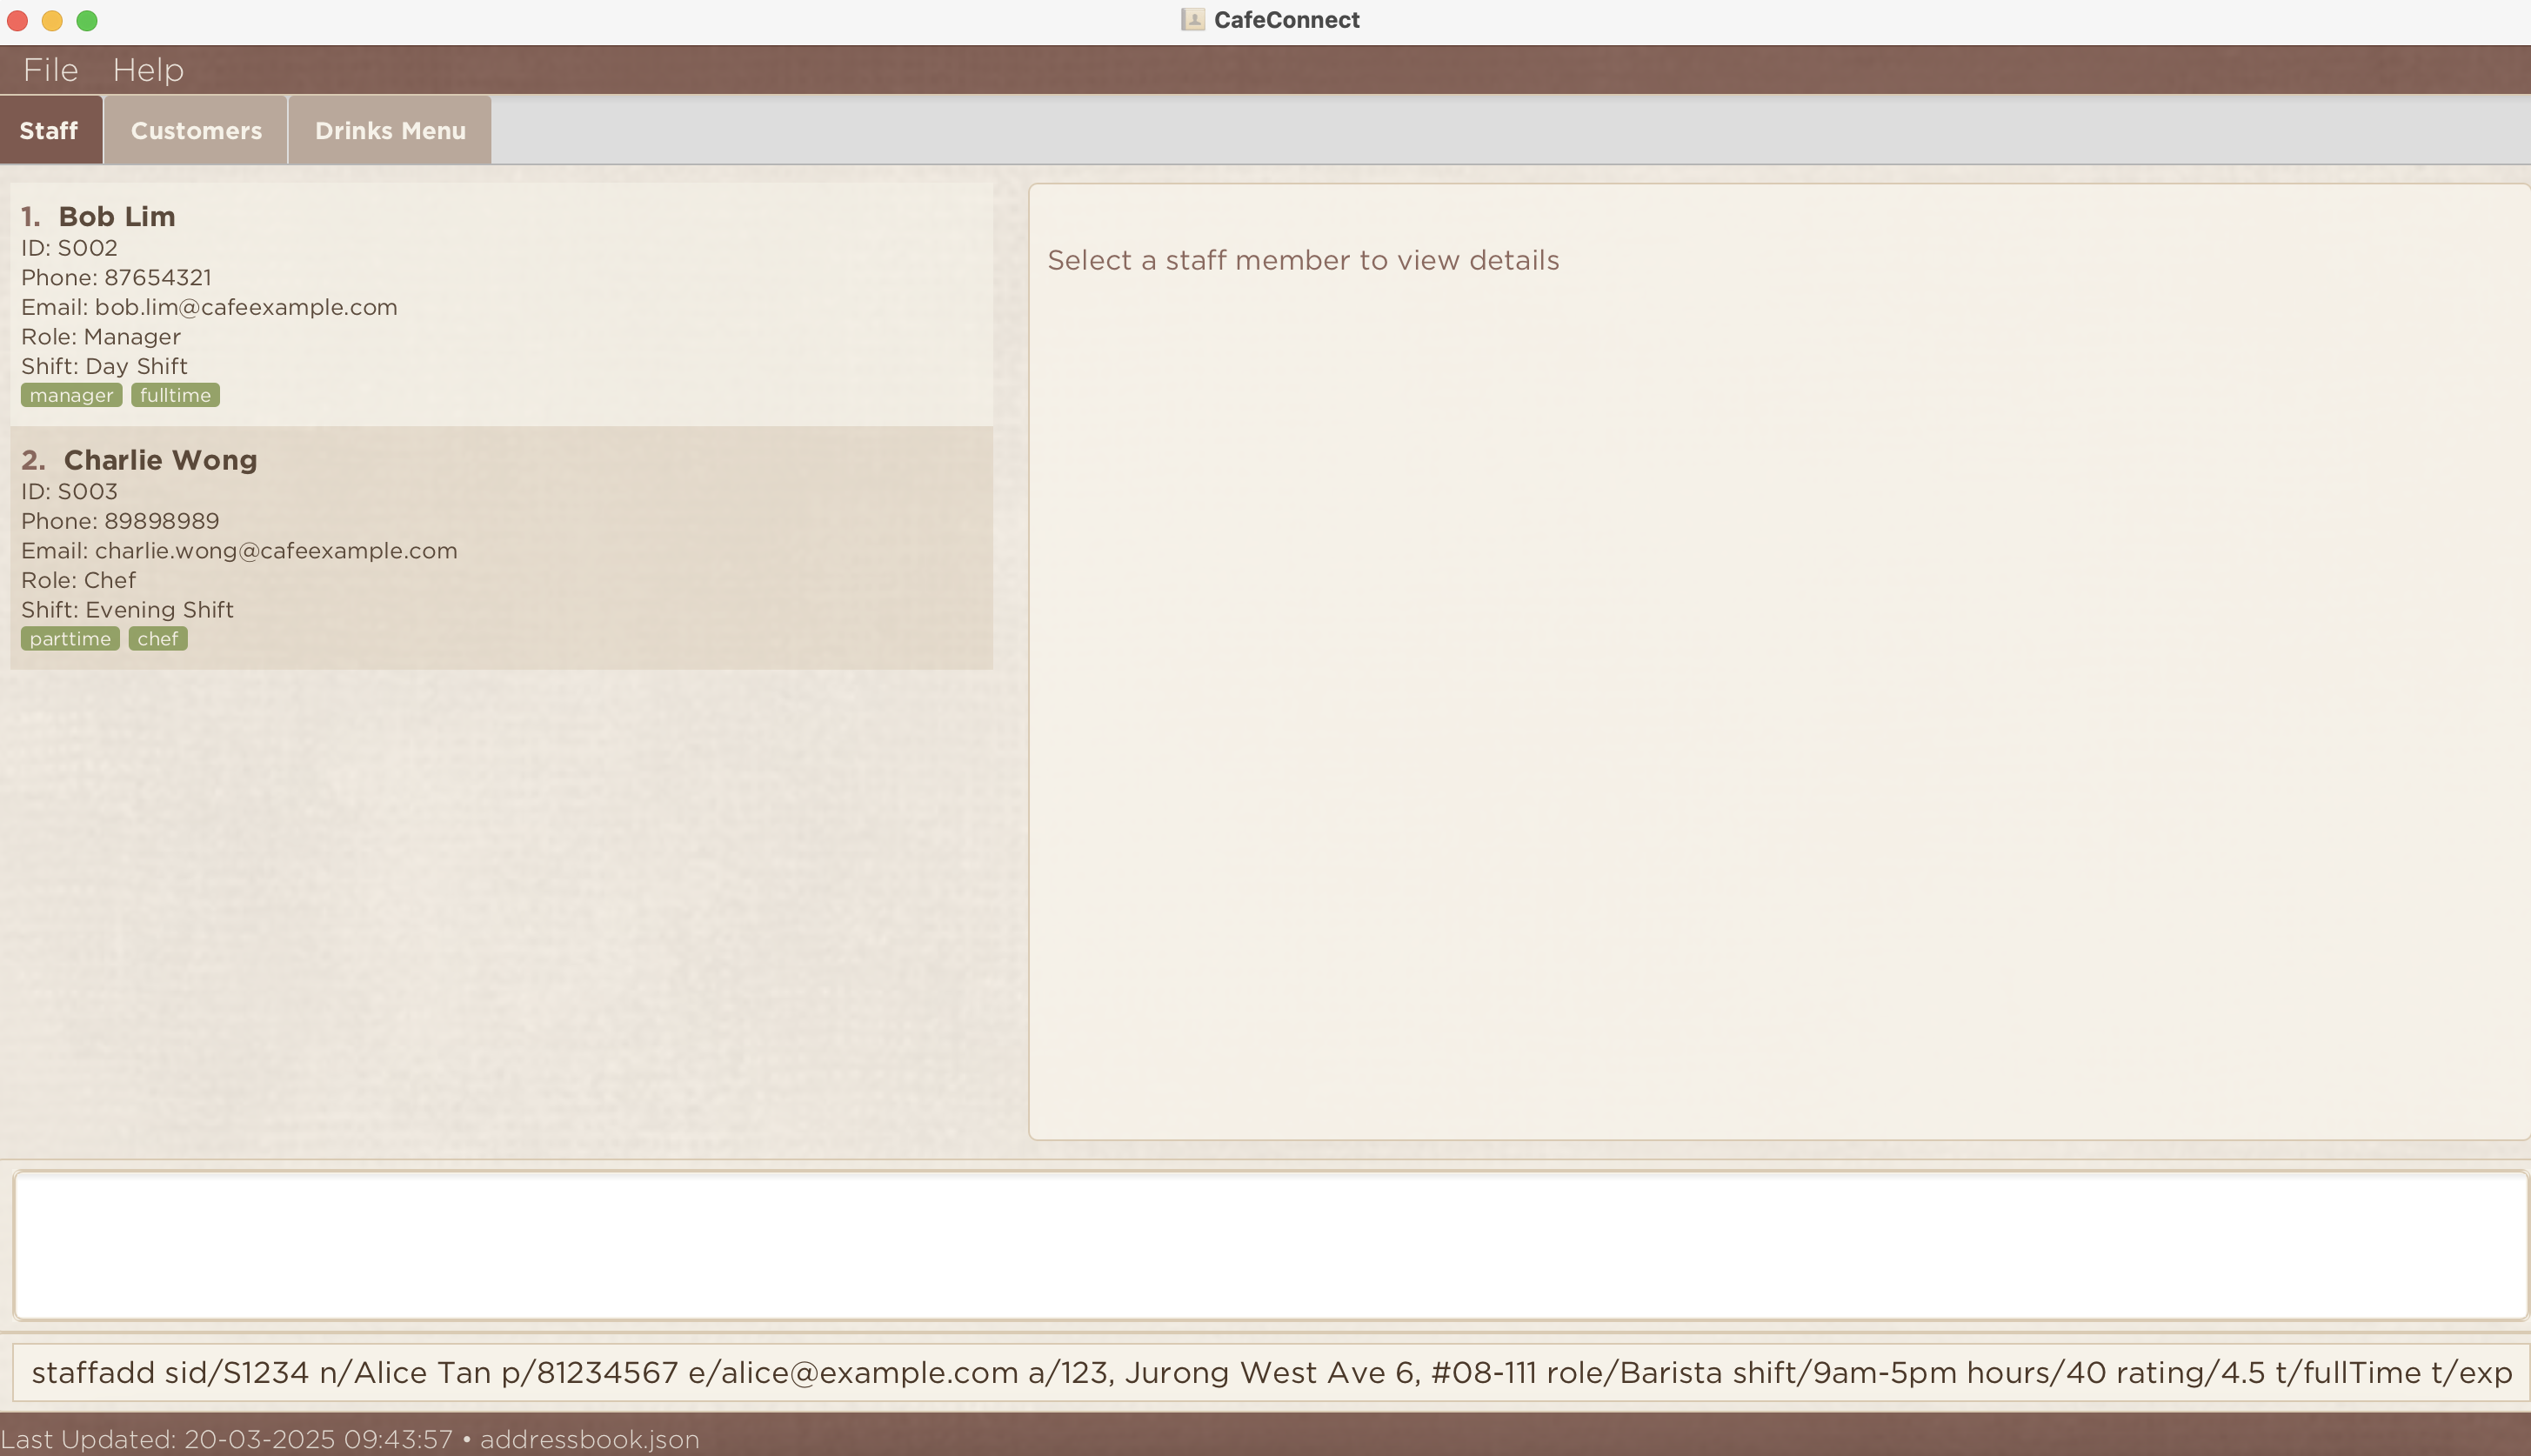 CafeConnect
File Help
Staff Customers Drinks Menu
1. Bob Lim
ID: S002
Phone: 87654321
Email: bob.lim@cafeexample.com
Role: Manager
Shift: Day Shift
manager fulltime
2. Charlie Wong
ID: S003
Phone: 89898989
Email: charlie.wong@cafeexample.com
Role: Chef
Shift: Evening Shift
parttime chef
Select a staff member to view details
staffadd sid/S1234 n/Alice Tan p/81234567 e/alice@example.com a/123, Jurong West Ave 6, #08-111 role/Barista shift/9am-5pm hours/40 rating/4.5 t/fullTime t/exp
Last Updated: 20-03-2025 09:43:57 • addressbook.json